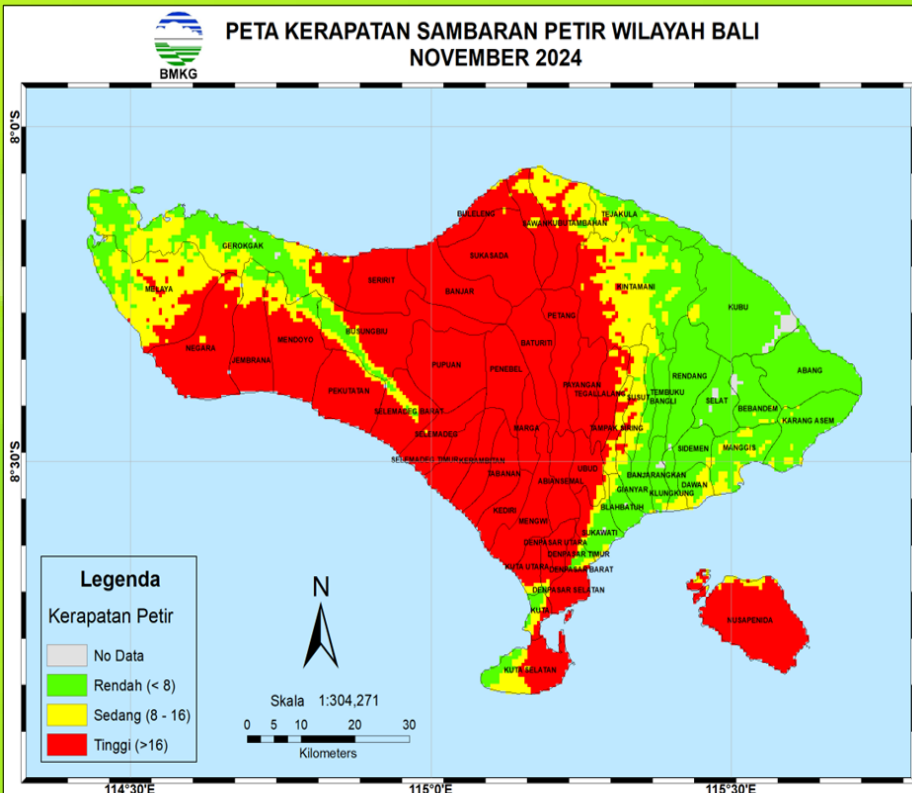 BMKG
PETA KERAPATAN SAMBARAN PETIR WILAYAH BALI
NOVEMBER 2024
8°0'S
8°30'S
BULELENG
SAWAN
KUBUTAMBAHAN
TEJAKULA
GEROKGAK
SUKASADA
SERIRIT
BANJAR
KINTAMANI
MELAYA
KUBU
PETANG
BUSUNGBIU
NEGARA
MENDOYO
BATURITI
JEMBRANA
PUPUAN
PENEBEL
RENDANG
ABANG
PEKUTATAN
PAYANGAN
TEGALLALANG
SUSUT
TEMBUKU
BANGLI
SELAT
BEBANDEM
SELEMADEG BARAT
KARANG ASEM
MARGA
TAMPAK SIRING
SELEMADEG
SIDEMEN
MANGGIS
SELEMADEG TIMUR
KERAMBITAN
TABANAN
UBUD
ABIANSEMAL
BANJARANGKAN
DAWAN
GIANYAR
KLUNGKUNG
KEDIRI
BLAHBATUH
MENGWI
SUKAWATI
DENPASAR UTARA
DENPASAR TIMUR
KUTA UTARA
DENPASAR BARAT
DENPASAR SELATAN
KUTA
NUSAPENIDA
KUTA SELATAN
Legenda
Kerapatan Petir
No Data
Rendah (< 8)
Sedang (8 - 16)
Tinggi (>16)
N
Skala 1:304,271
0 5 10 20 30
Kilometers
114°30'E
115°0'E
115°30'E